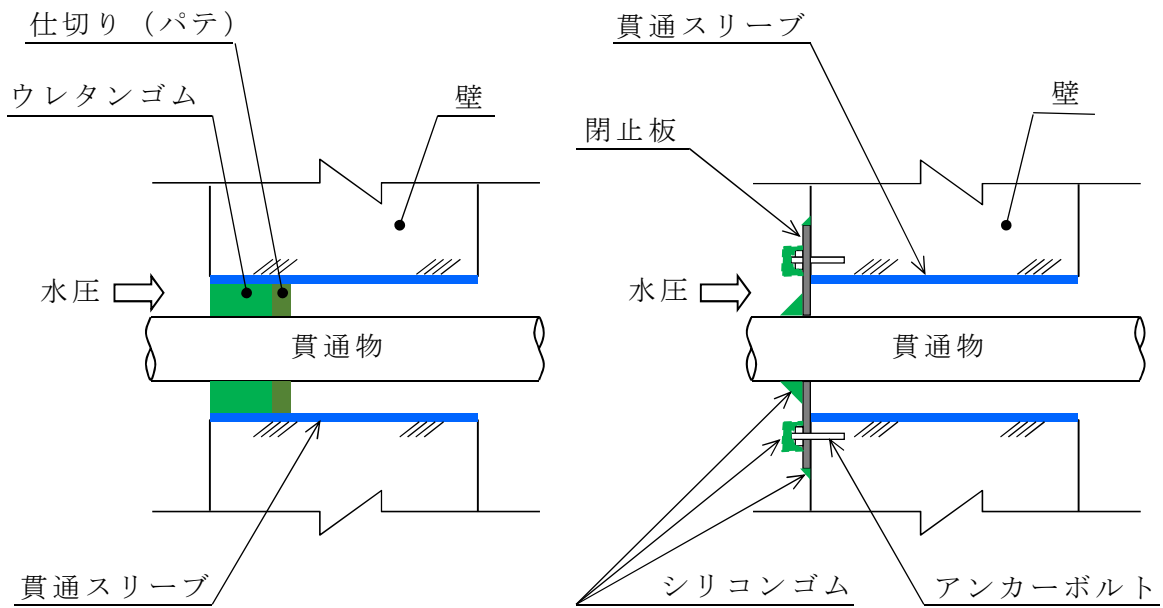 仕切り（パテ）
ウレタンゴム
壁
水圧
貫通物
貫通スリーブ
貫通スリーブ
壁
閉止板
水圧
貫通物
シリコンゴム
アンカーボルト